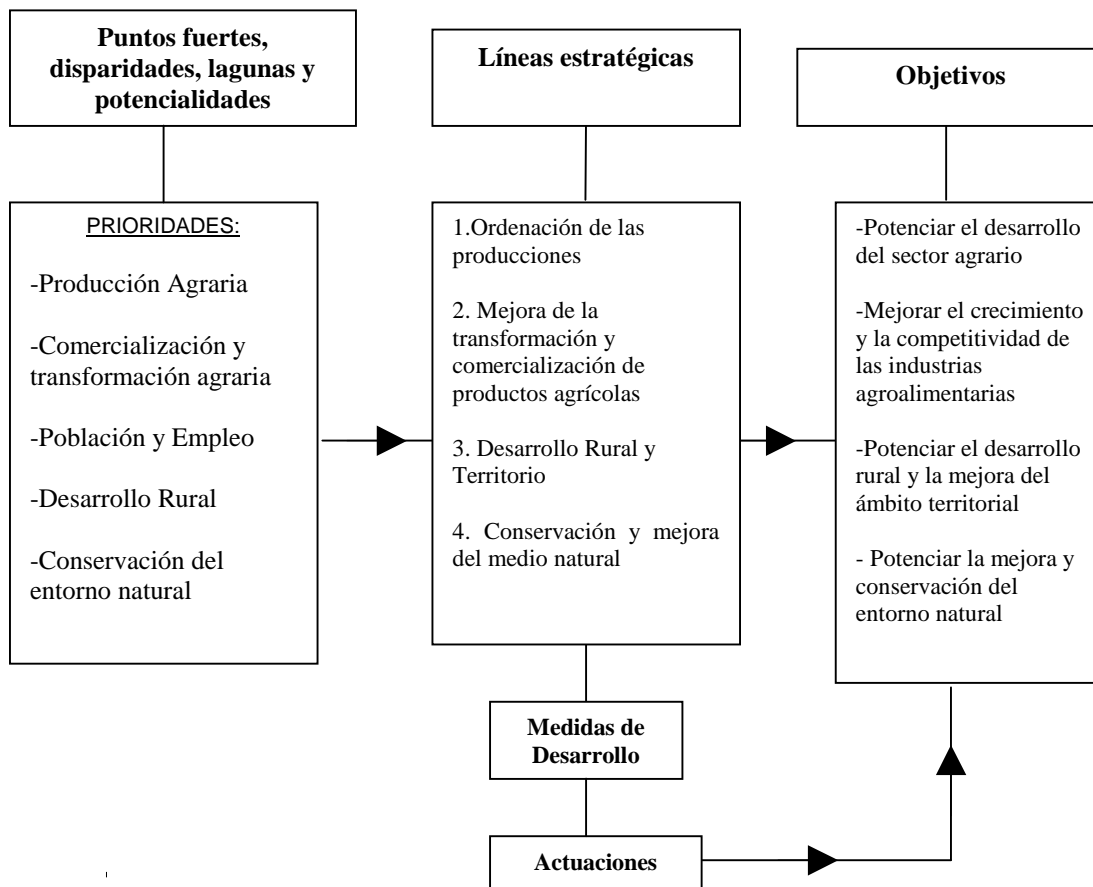 Puntos fuertes,
disparidades, lagunas y
potencialidades
Líneas estratégicas
Objetivos
PRIORIDADES:
-Producción Agraria
-Comercialización y
transformación agraria
-Población y Empleo
-Desarrollo Rural
-Conservación del
entorno natural
1.Ordenación de las
producciones
2. Mejora de la
transformación y
comercialización de
productos agrícolas
3. Desarrollo Rural y
Territorio
4. Conservación y mejora
del medio natural
-Potenciar el desarrollo
del sector agrario
-Mejorar el crecimiento
y la competitividad de
las industrias
agroalimentarias
-Potenciar el desarrollo
rural y la mejora del
ámbito territorial
- Potenciar la mejora y
conservación del
entorno natural
Medidas de
Desarrollo
Actuaciones